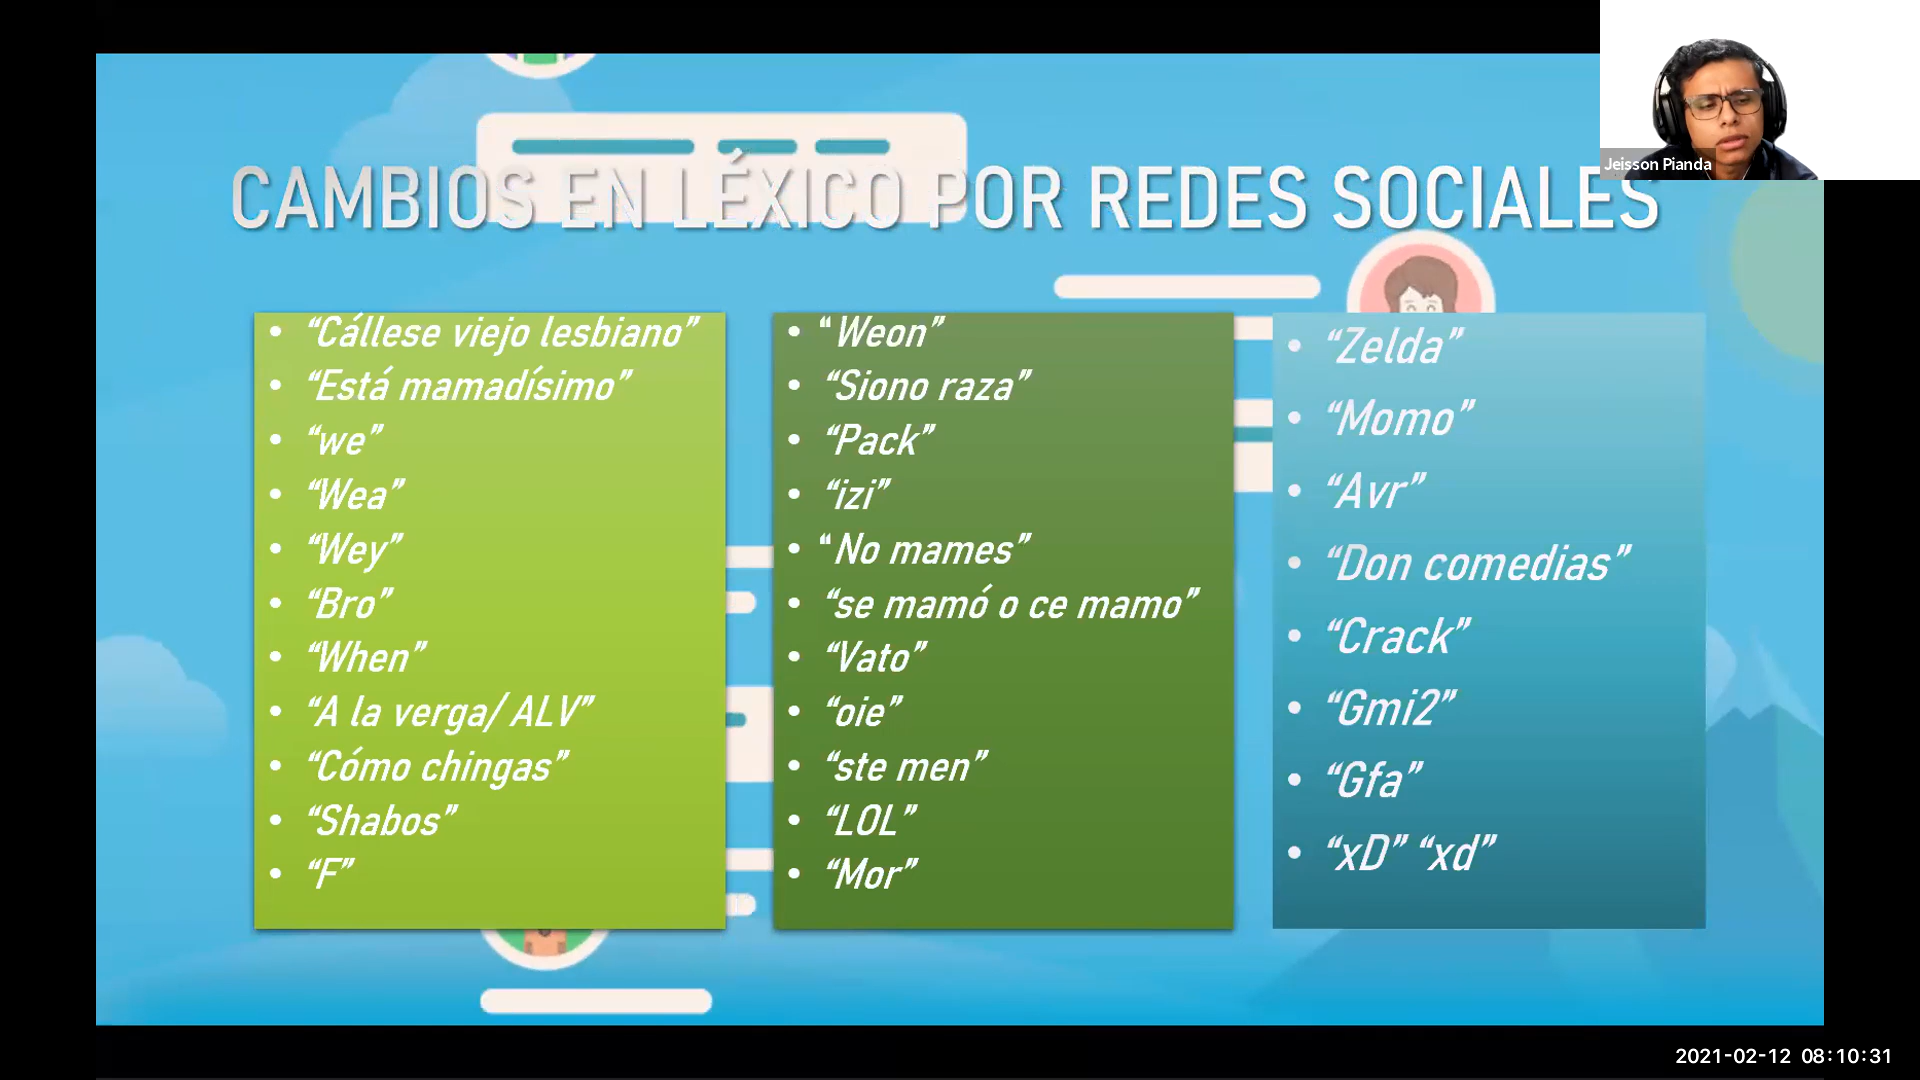 Jeisson Pianda
CAMBIOS EN LÉXICO POR REDES SOCIALES
• “Cállese viejo lesbiano”
• “Está mamadísimo”
• “we”
• “Wea”
• “Wey”
• “Bro”
• “When”
• “A la verga/ ALV”
• “Cómo chingas”
• “Shabos”
• “F”
• “ Weon”
• “Siono raza”
• “Pack”
• “izi”
• “ No mames”
• “se mamó o ce mamo”
• “Vato”
• “oie”
• “ste men”
• “LOL”
• “Mor”
• “Zelda”
• “Momo”
• “Avr”
• “Don comedias”
• “Crack”
• “Gmi2”
• “Gfa”
• “xD” “xd”
2021-02-12 08:10:31